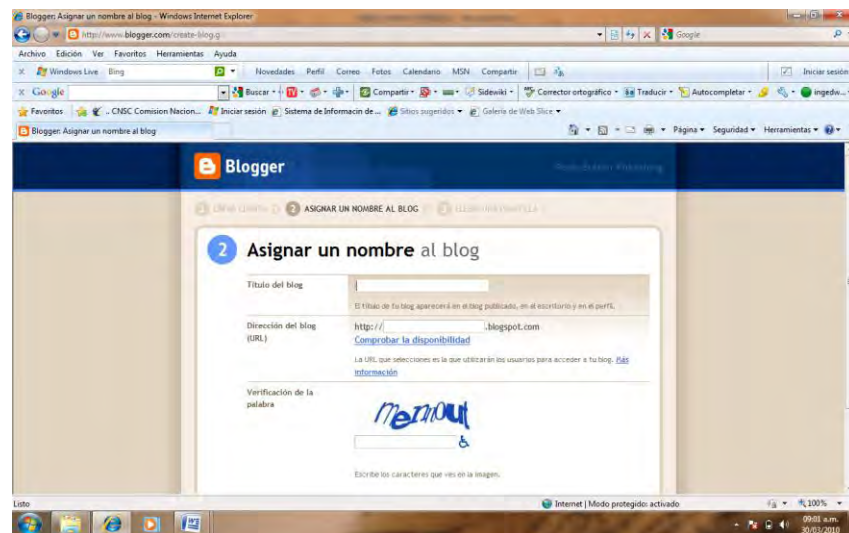 Blogger: Asignar un nombre al blog - Windows Internet Explorer
http://www.blogger.com/create-blog.g
Google
Archivo Edición Ver Favoritos Herramientas Ayuda
x Windows Live Bing Novedades Perfil Correo Fotos Calendario MSN Compartir Iniciar sesión
x Google Buscar Compartir Sidewiki Corrector ortográfico Traducir Autocompletar ingedw...
Favoritos .. CNSC Comision Nacion... Iniciar sesión Sistema de Informacin de ... Sitios sugeridos Galería de Web Slice
Blogger: Asignar un nombre al blog Página Seguridad Herramientas
Blogger
2 ASIGNAR UN NOMBRE AL BLOG
2 Asignar un nombre al blog
Título del blog
El título de tu blog aparecerá en el blog publicado, en el escritorio y en el perfil.
Dirección del blog (URL) http:// .blogspot.com
Comprobar la disponibilidad
La URL que selecciones es la que utilizarán los usuarios para acceder a tu blog. Más
información
Verificación de la
palabra
Escribe los caracteres que ves en la imagen.
Listo Internet | Modo protegido: activado 100%
09:01 a.m.
30/03/2010